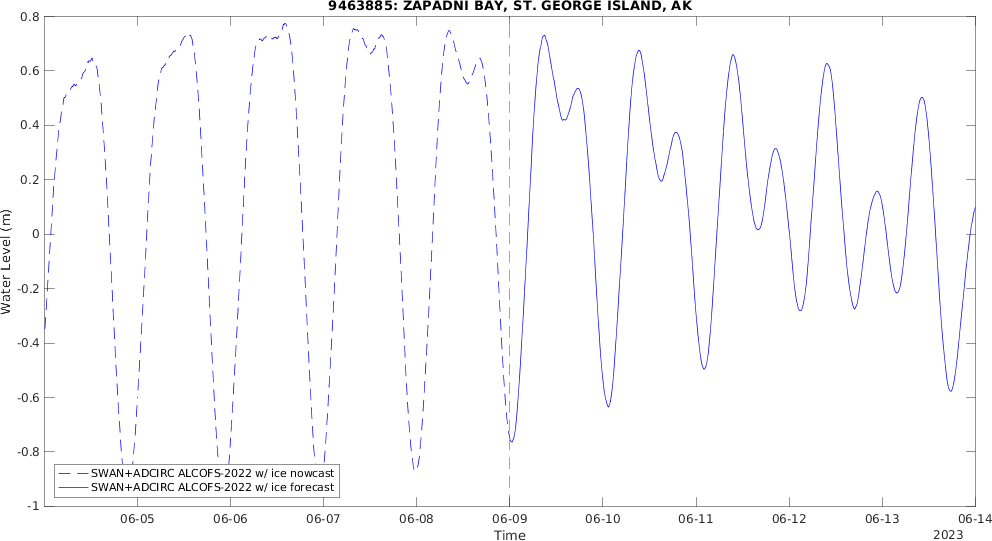 9463885: ZAPADNI BAY, ST. GEORGE ISLAND, AK
0.8
0.6
0.4
0.2
0
-0.2
-0.4
-0.6
-0.8
-1
Water Level (m)
SWAN+ADCIRC ALCOFS-2022 w/ ice nowcast
SWAN+ADCIRC ALCOFS-2022 w/ ice forecast
06-05 06-06 06-07 06-08 06-09 06-10 06-11 06-12 06-13 06-14
Time
2023